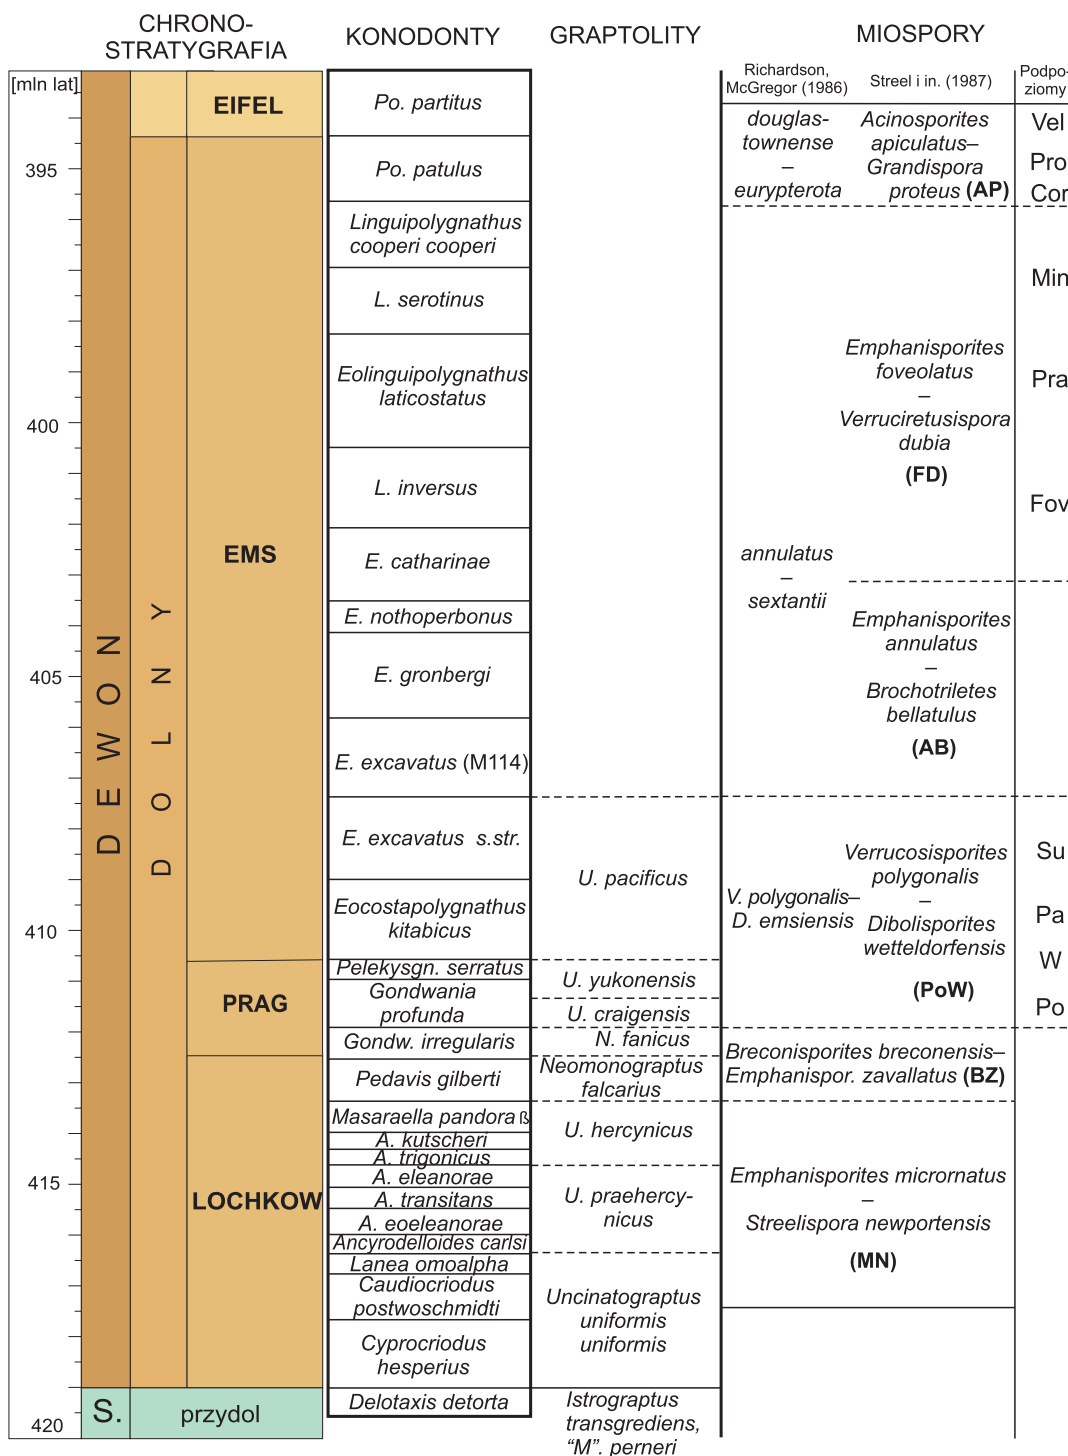 CHRONO-
STRATYGRAFIA
KONODONTY
GRAPTOLITY
MIOSPORY
[mln lat]
Richardson,
McGregor (1986)
Streel i in. (1987)
Podpo-
ziomy
395
400
405
410
415
420
DEWON
DOLNY
S.
EIFEL
EMS
PRAG
LOCHKOW
przydol
Po. partitus
Po. patulus
Linguipolygnathus
cooperi cooperi
L. serotinus
Eolinguipolygnathus
laticostatus
L. inversus
E. catharinae
E. nothoperbonus
E. gronbergi
E. excavatus (M114)
E. excavatus s.str.
Eocostapolygnathus
kitabicus
Pelekysgn. serratus
Gondwania
profunda
Gondw. irregularis
Pedavis gilberti
Masaraella pandora ß
A. kutscheri
A. trigonicus
A. eleanorae
A. transitans
A. eoeleanorae
Ancyrodelloides carlsi
Lanea omoalpha
Caudiocriodus
postwoschmidti
Cyprocriodus
hesperius
Delotaxis detorta
U. pacificus
U. yukonensis
U. craigensis
N. fanicus
Neomonograptus
falcarius
U. hercynicus
U. praehercy-
nicus
Uncinatograptus
uniformis
uniformis
Istrograptus
transgrediens,
“M”. perneri
douglas-
townense
–
eurypterota
annulatus
–
sextantii
V. polygonalis–
D. emsiensis
Acinosporites
apiculatus–
Grandispora
proteus (AP)
Emphanisporites
foveolatus
–
Verruciretusispora
dubia
(FD)
Emphanisporites
annulatus
–
Brochotriletes
bellatulus
(AB)
Verrucosisporites
polygonalis
–
Dibolisporites
wetteldorfensis
(PoW)
Breconisporites breconensis–
Emphanispor. zavallatus (BZ)
Emphanisporites micrornatus
–
Streelispora newportensis
(MN)
Vel
Pro
Cor
Min
Pra
Fov
Su
Pa
W
Po